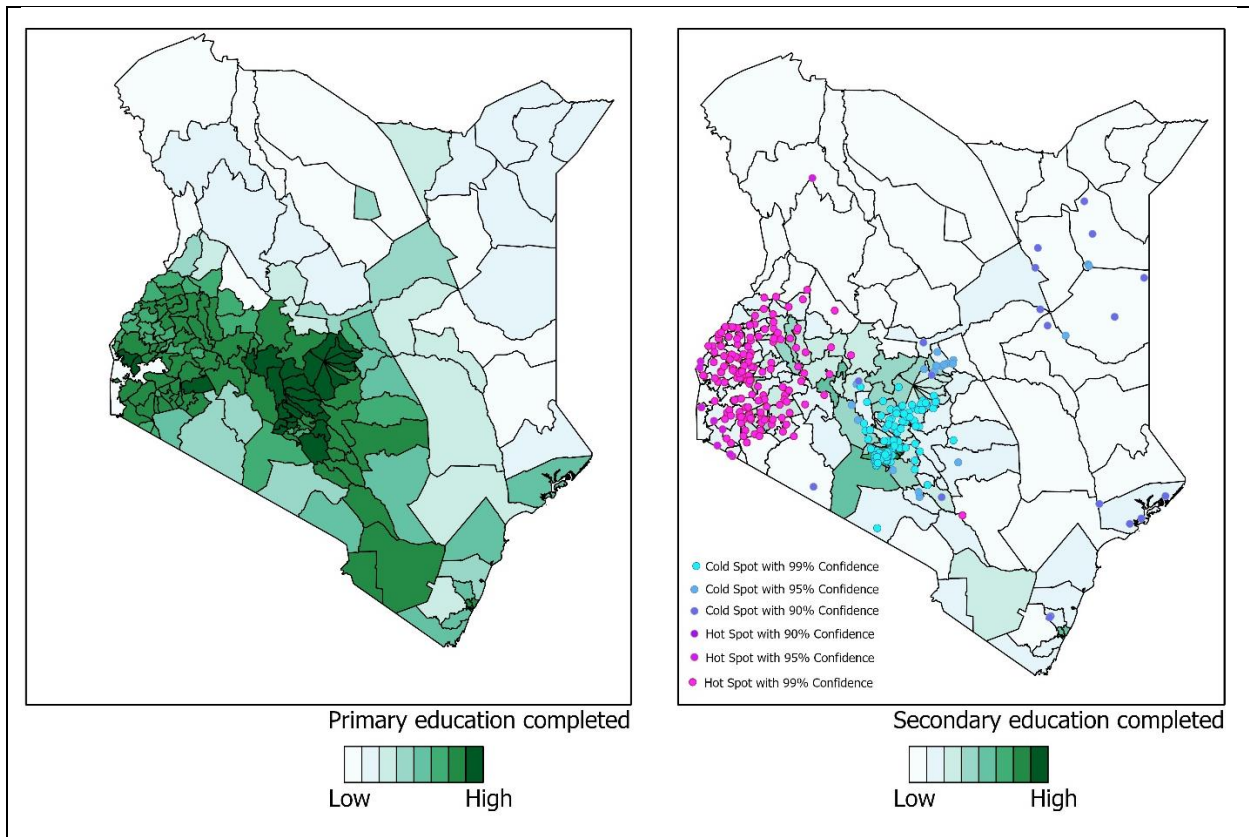 Cold Spot with 99% Confidence
Cold Spot with 95% Confidence
Cold Spot with 90% Confidence
Hot Spot with 90% Confidence
Hot Spot with 95% Confidence
Hot Spot with 99% Confidence
Primary education completed
Low High
Secondary education completed
Low High